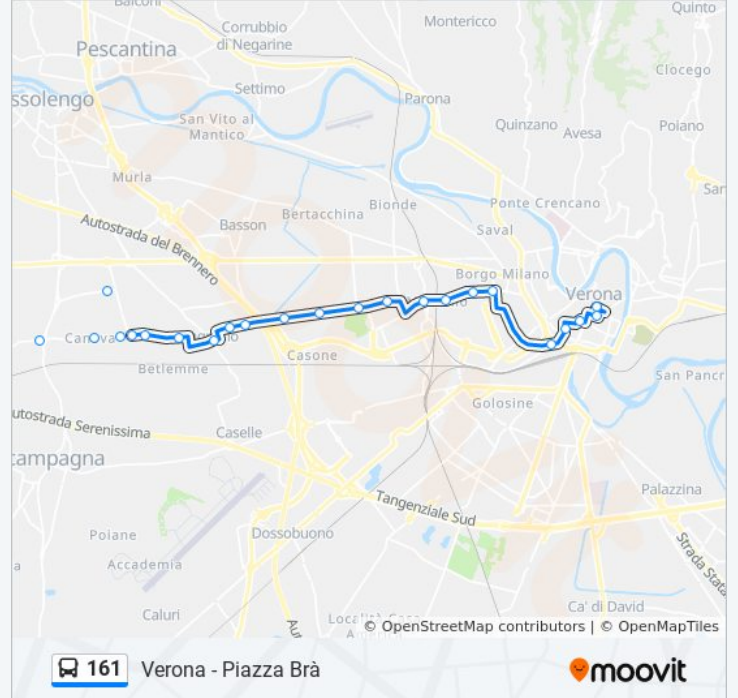 Balconi
Quinto
Corrubbio
di Negarine
Montericco
Pescantina
Clocego
Settimo
ssolengo
Parona
San Vito al
Mantico
Quinzano
Avesa
Poiano
Murla
Ponte Crencano
Bionde
Bertacchina
Basson
Saval
Autostrada del Brennero
Borgo Milano
Verona
Casone
Betlemme
San Pancr
Golosine
utostrada Serenissima
Caselle
ampagna
Palazzina
Tangenziale Sud
Poiane
Dossobuono
Strada Stata
Accademia
Ca' di David
Caluri
© OpenStreetMap contributors | © OpenMapTiles
161 Verona - Piazza Brà moovit